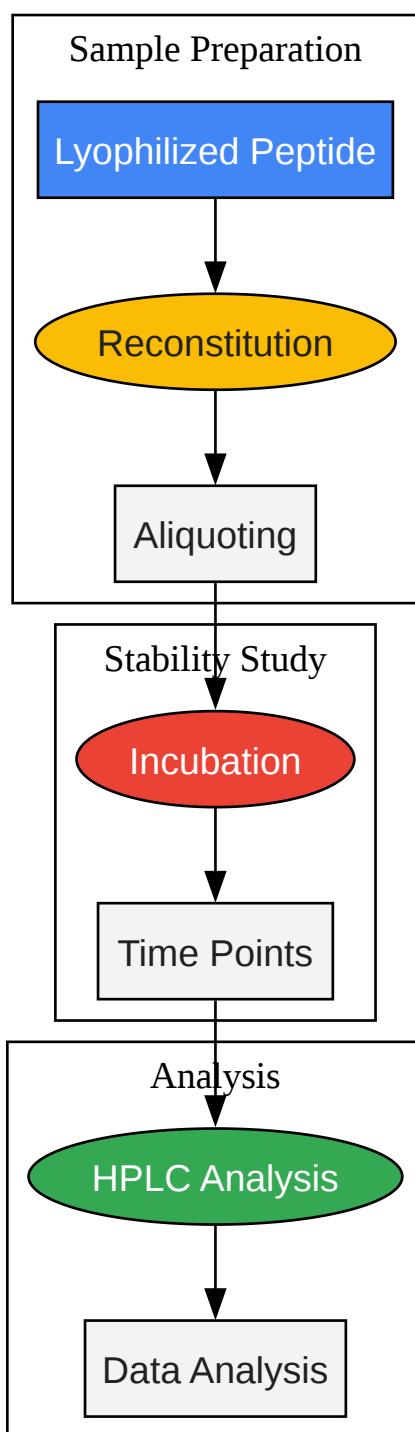 Sample Preparation
Lyophilized Peptide
Reconstitution
Aliquoting
Stability Study
Incubation
Time Points
Analysis
HPLC Analysis
Data Analysis